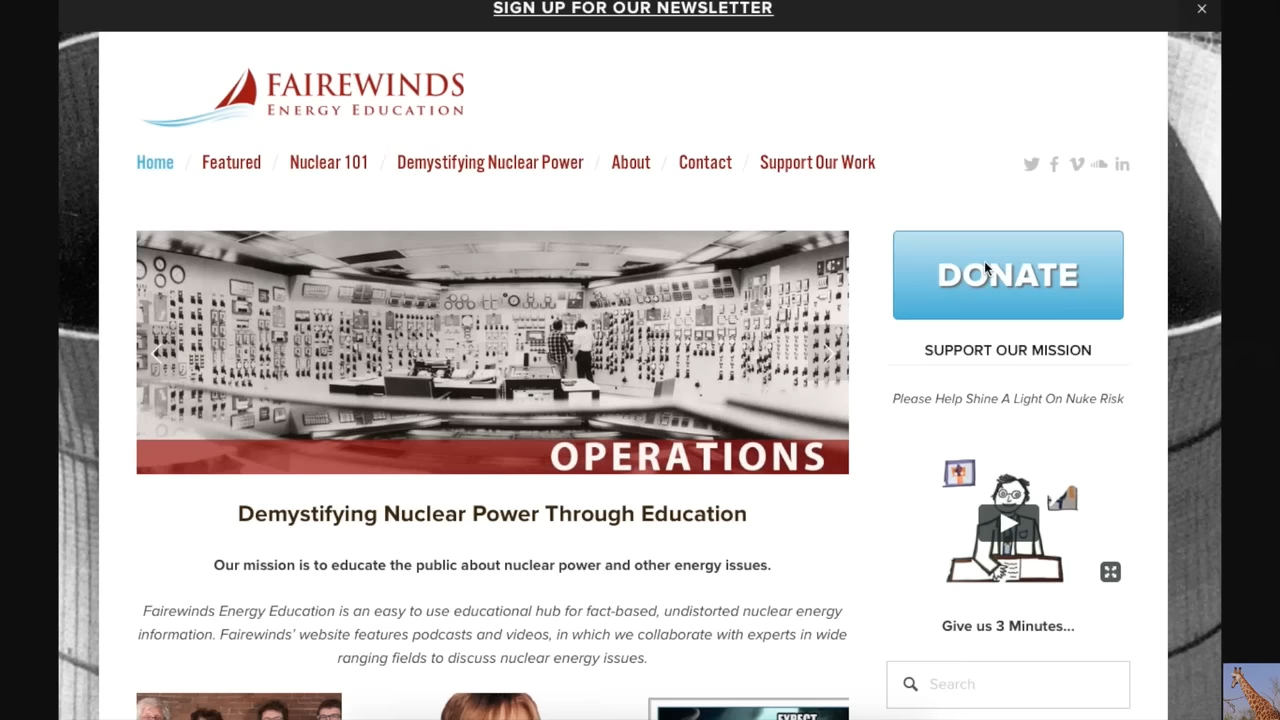 SIGN UP FOR OUR NEWSLETTER
FAIREWINDS
ENERGY EDUCATION
Home / Featured / Nuclear 101 / Demystifying Nuclear Power / About / Contact / Support Our Work
DONATE
SUPPORT OUR MISSION
Please Help Shine A Light On Nuke Risk
OPERATIONS
Demystifying Nuclear Power Through Education
Our mission is to educate the public about nuclear power and other energy issues.
Fairewinds Energy Education is an easy to use educational hub for fact-based, undistorted nuclear energy
information. Fairewinds' website features podcasts and videos, in which we collaborate with experts in wide
ranging fields to discuss nuclear energy issues.
Give us 3 Minutes...
Search
EXPECT